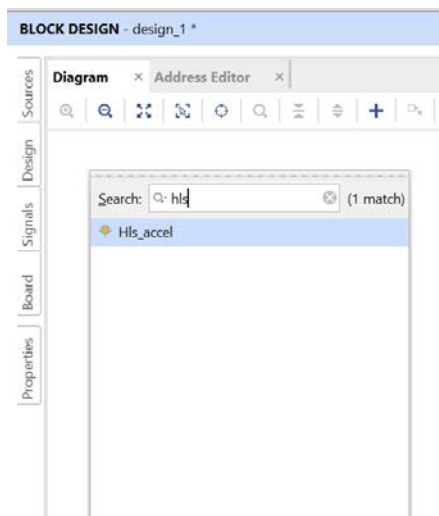 BLOCK DESIGN - design_1 *
Sources
Design
Signals
Board
Properties
Diagram × Address Editor ×
Search: hls (1 match)
Hls_accel